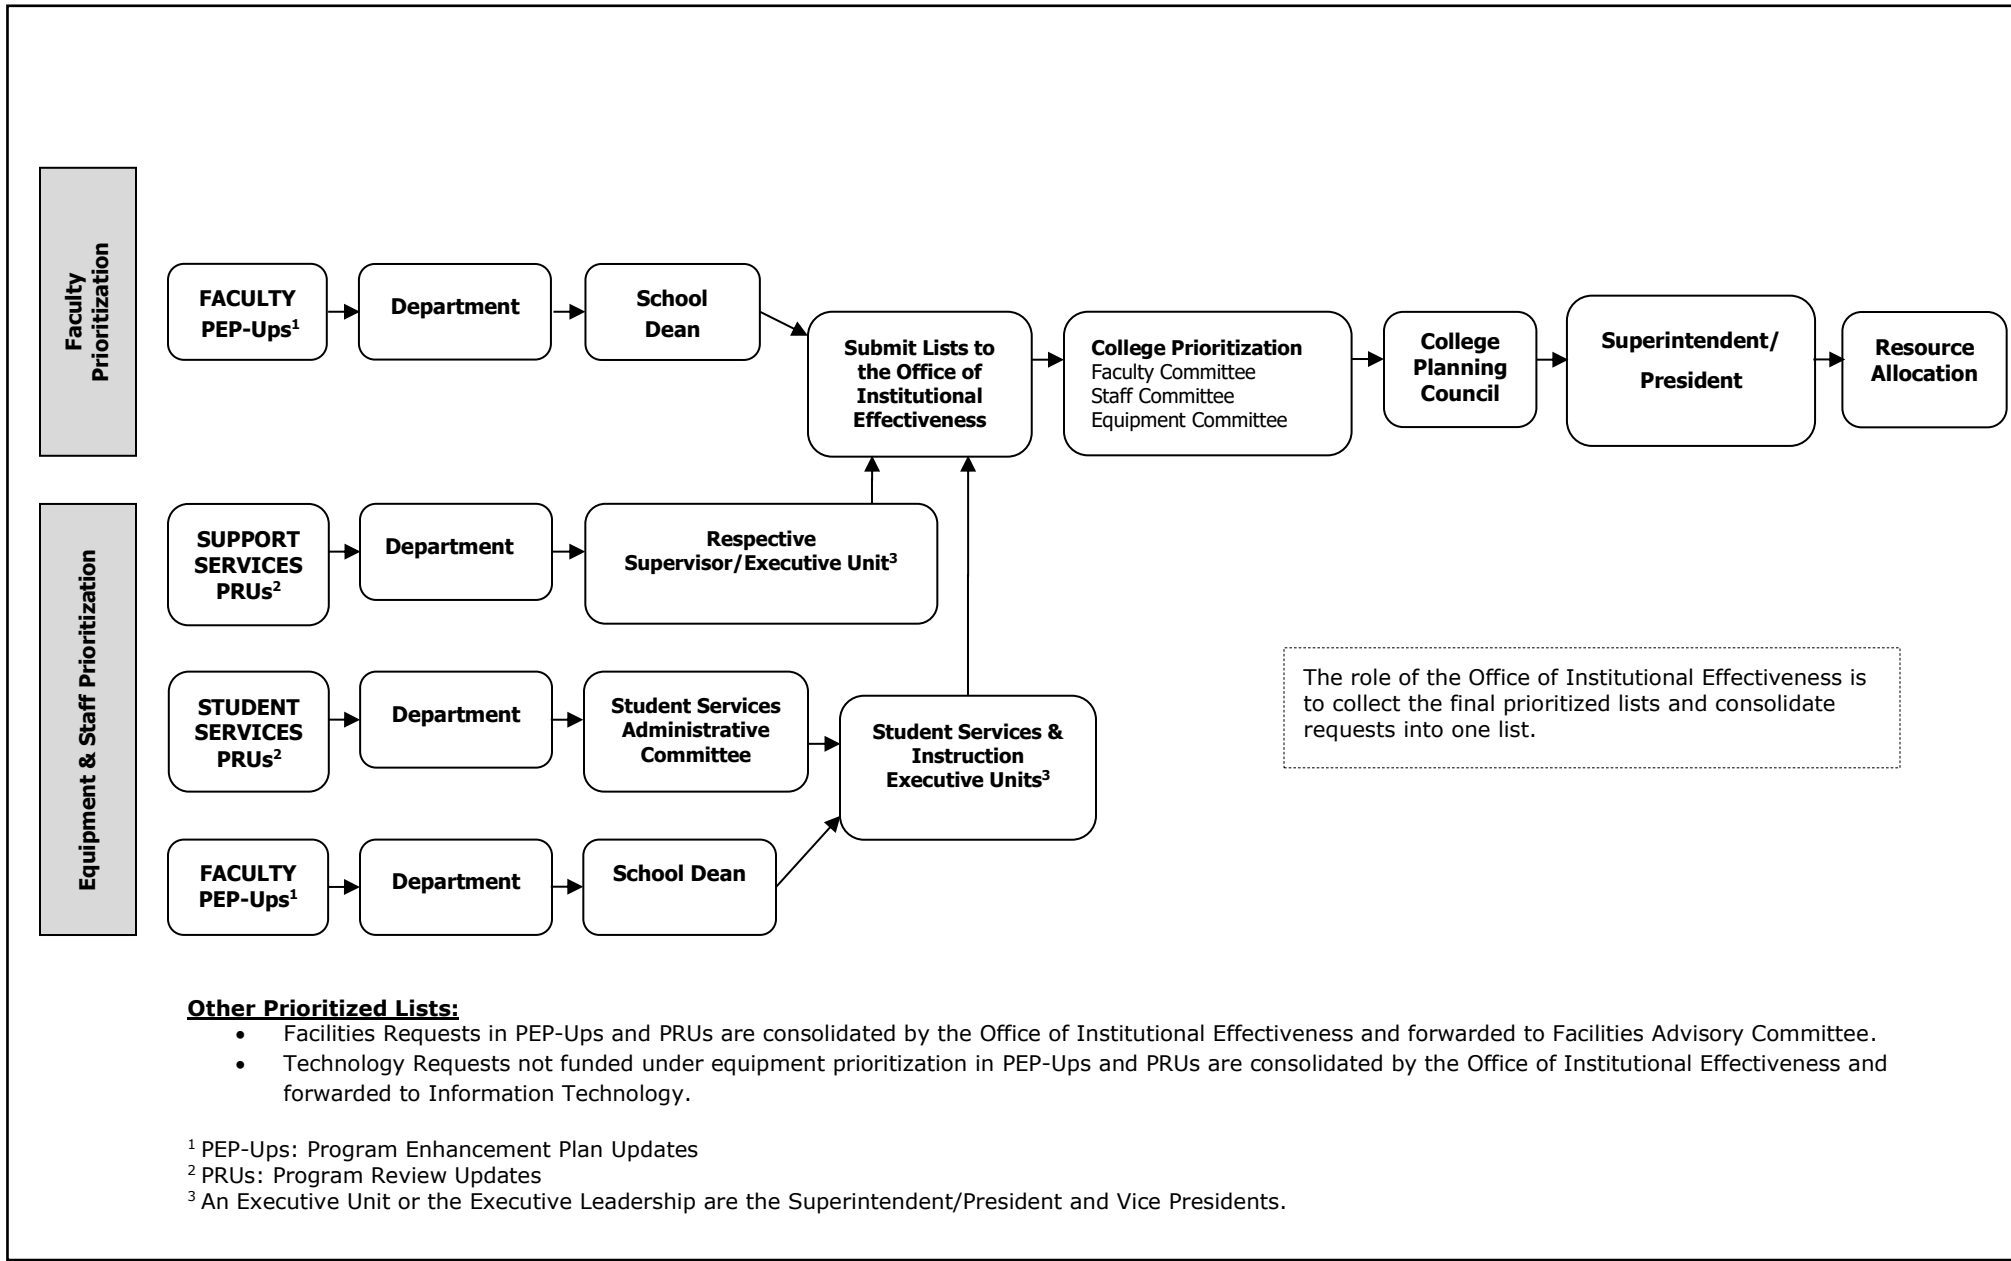 Faculty
Prioritization
FACULTY
PEP-Ups¹
Department
School
Dean
Submit Lists to
the Office of
Institutional
Effectiveness
College Prioritization
Faculty Committee
Staff Committee
Equipment Committee
College
Planning
Council
Superintendent/
President
Resource
Allocation
Equipment & Staff Prioritization
SUPPORT
SERVICES
PRUs²
Department
Respective
Supervisor/Executive Unit³
STUDENT
SERVICES
PRUs²
Department
Student Services
Administrative
Committee
Student Services &
Instruction
Executive Units³
FACULTY
PEP-Ups¹
Department
School Dean
The role of the Office of Institutional Effectiveness is
to collect the final prioritized lists and consolidate
requests into one list.
Other Prioritized Lists:
• Facilities Requests in PEP-Ups and PRUs are consolidated by the Office of Institutional Effectiveness and forwarded to Facilities Advisory Committee.
• Technology Requests not funded under equipment prioritization in PEP-Ups and PRUs are consolidated by the Office of Institutional Effectiveness and
forwarded to Information Technology.
¹ PEP-Ups: Program Enhancement Plan Updates
² PRUs: Program Review Updates
³ An Executive Unit or the Executive Leadership are the Superintendent/President and Vice Presidents.